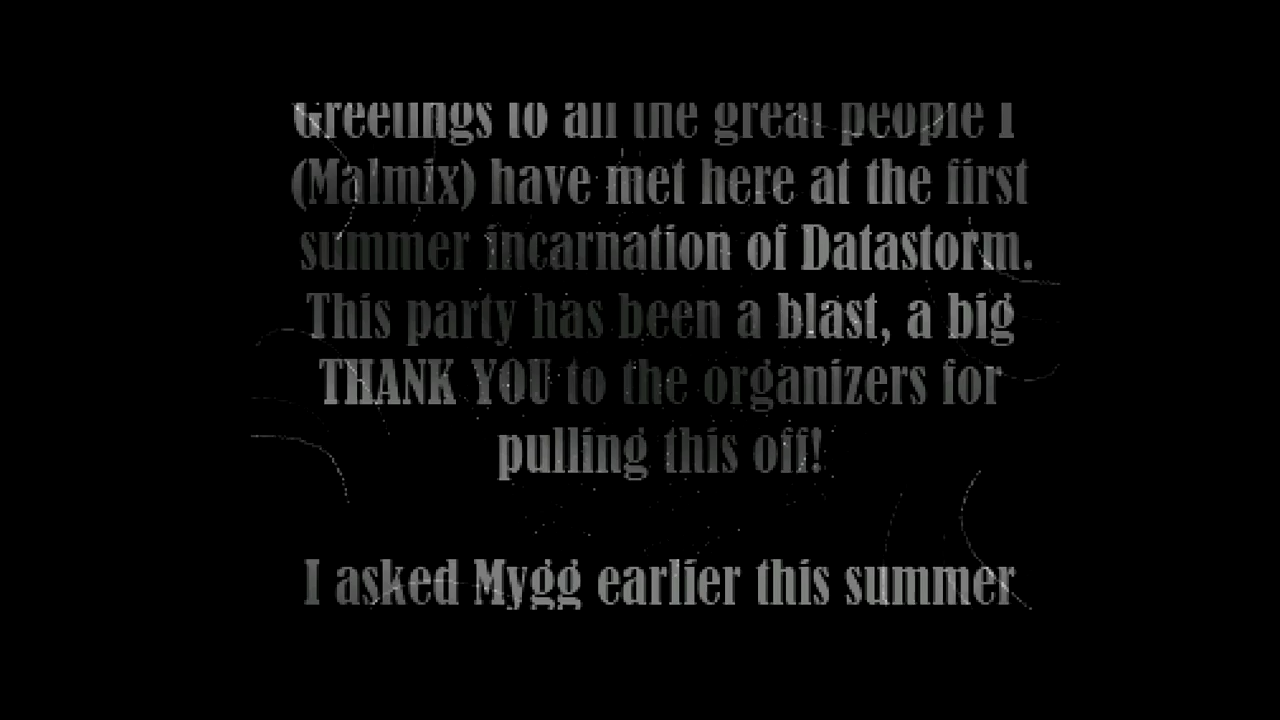 Greetings to all the great people I
(Malmix) have met here at the first
summer incarnation of Datastorm.
This party has been a blast, a big
THANK YOU to the organizers for
pulling this off!
I asked Mygg earlier this summer